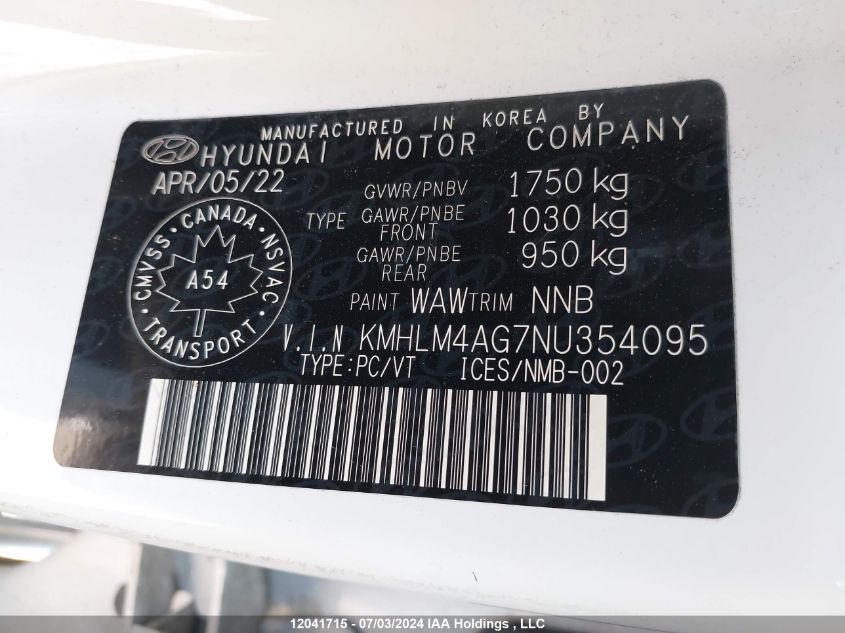 MANUFACTURED IN KOREA BY
HYUNDAI MOTOR COMPANY
APR/05/22
GVWR/PNBV 1750 kg
TYPE GAWR/PNBE FRONT 1030 kg
GAWR/PNBE REAR 950 kg
CMVSS · CANADA · NSVAC · TRANSPORT ·
A54
PAINT WAW TRIM NNB
V.I.N KMHLM4AG7NU354095
TYPE:PC/VT ICES/NMB-002
12041715 - 07/03/2024 IAA Holdings, LLC